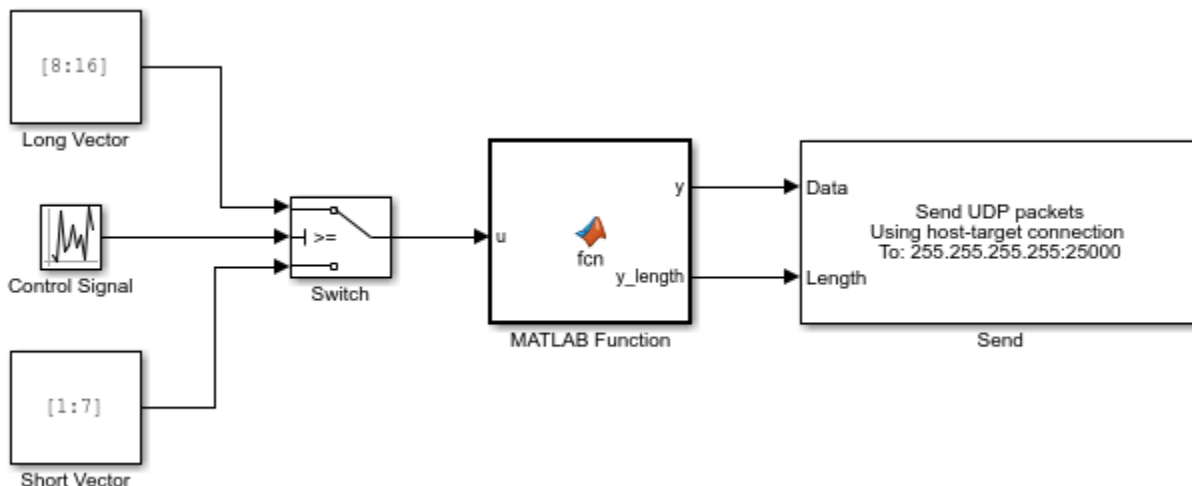 [8:16]
Long Vector
Control Signal
>=
Switch
[1:7]
Short Vector
u
fcn
y
y_length
MATLAB Function
Data
Send UDP packets
Using host-target connection
To: 255.255.255.255:25000
Length
Send